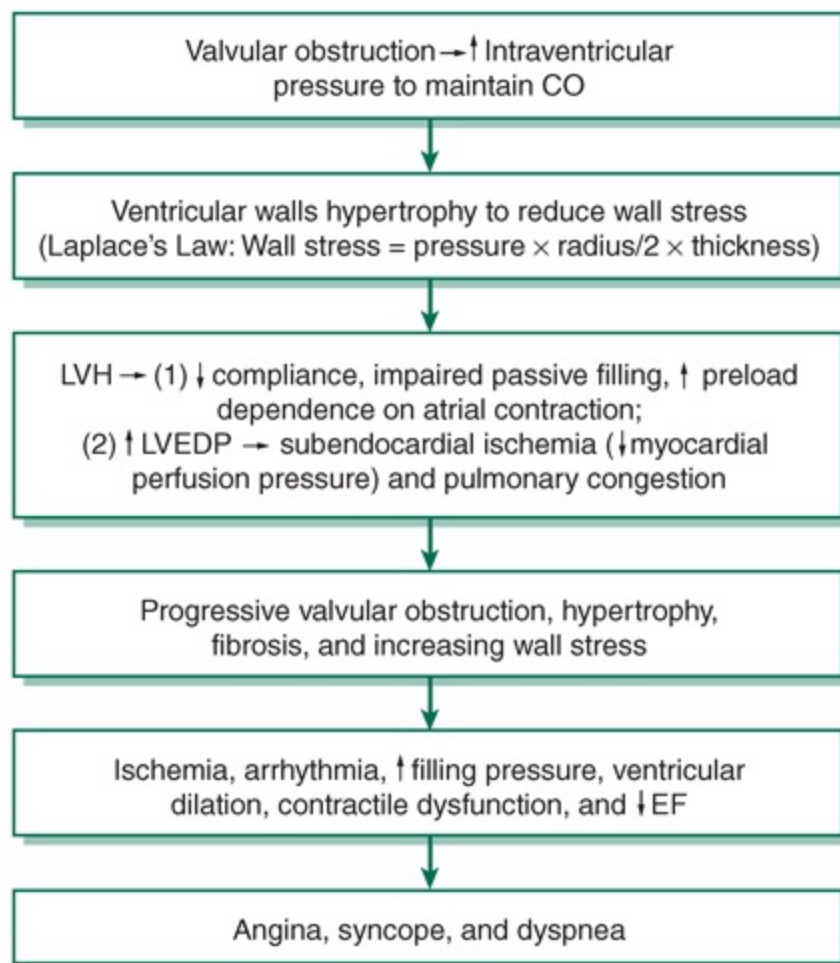 Valvular obstruction → ↑ Intraventricular
pressure to maintain CO
Ventricular walls hypertrophy to reduce wall stress
(Laplace's Law: Wall stress = pressure × radius/2 × thickness)
LVH → (1) ↓ compliance, impaired passive filling, ↑ preload
dependence on atrial contraction;
(2) ↑ LVEDP → subendocardial ischemia (↓myocardial
perfusion pressure) and pulmonary congestion
Progressive valvular obstruction, hypertrophy,
fibrosis, and increasing wall stress
Ischemia, arrhythmia, ↑ filling pressure, ventricular
dilation, contractile dysfunction, and ↓ EF
Angina, syncope, and dyspnea